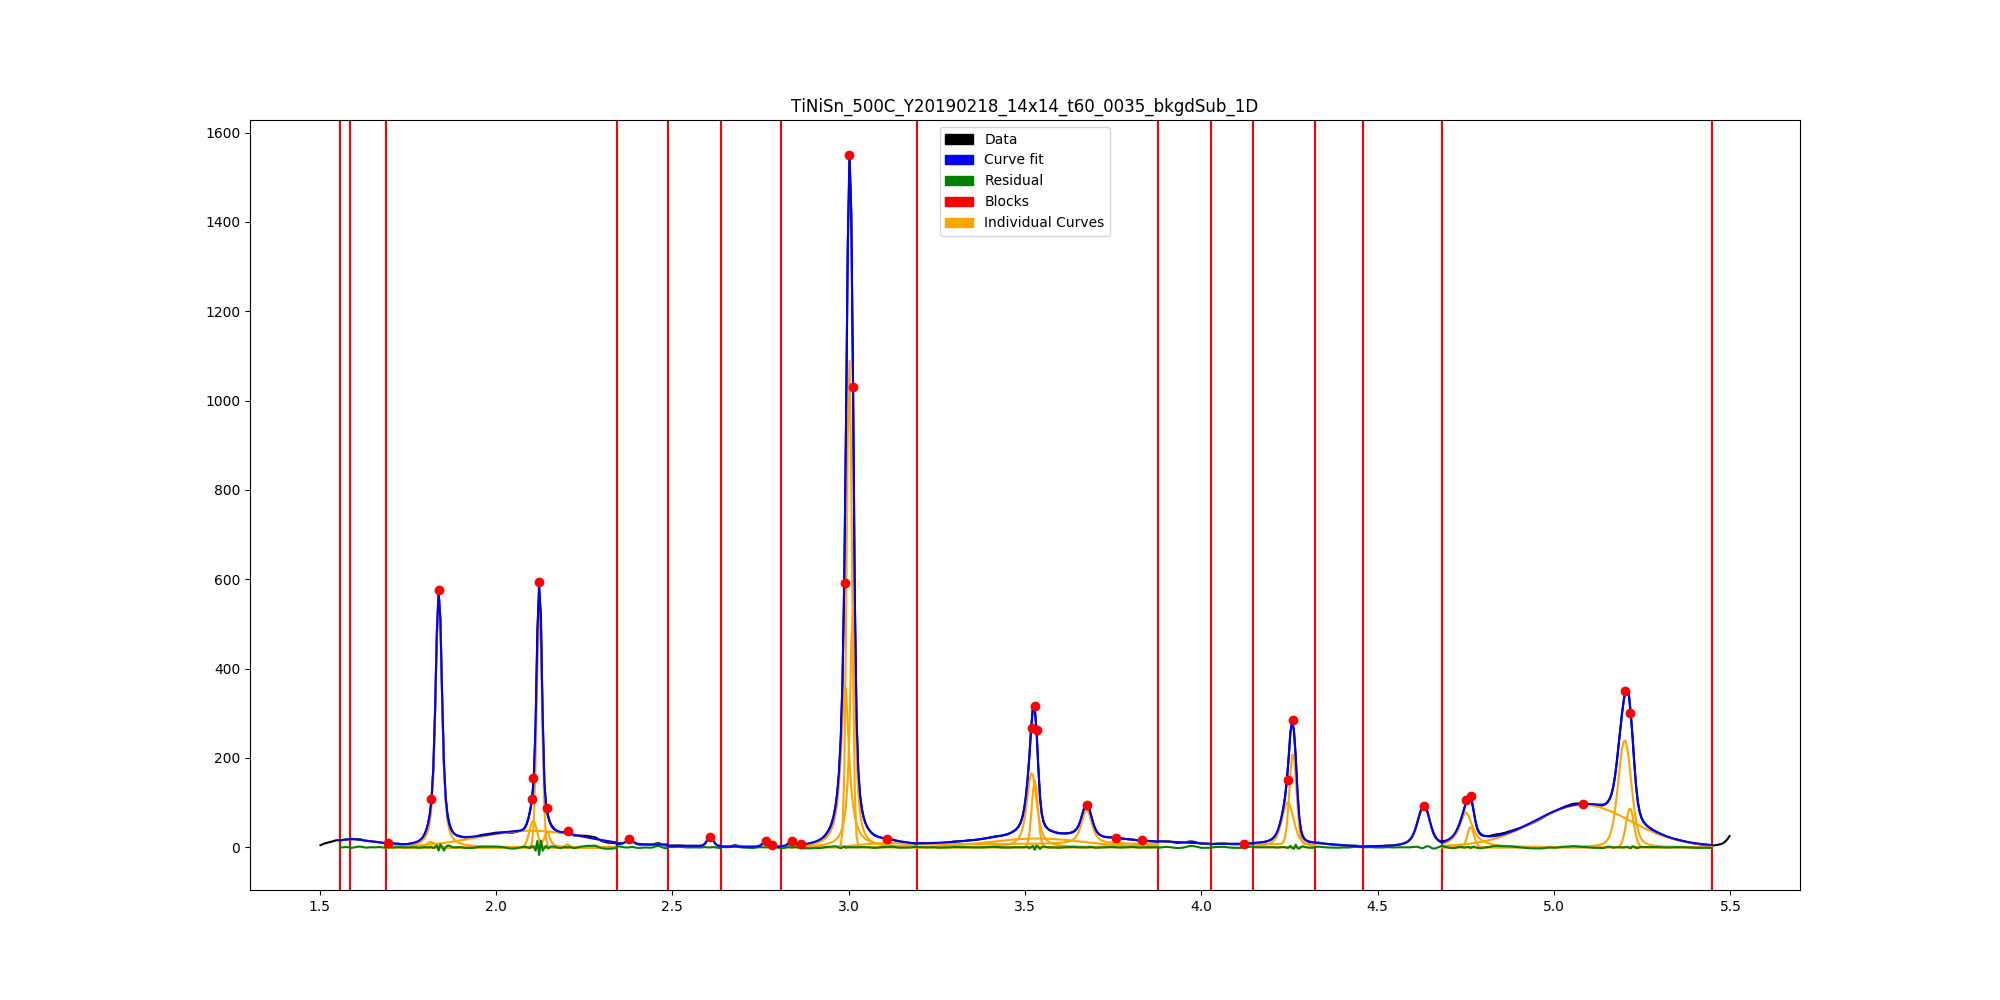 TiNiSn_500C_Y20190218_14x14_t60_0035_bkgdSub_1D
Data
Curve fit
Residual
Blocks
Individual Curves
1600
1400
1200
1000
800
600
400
200
0
1.5 2.0 2.5 3.0 3.5 4.0 4.5 5.0 5.5